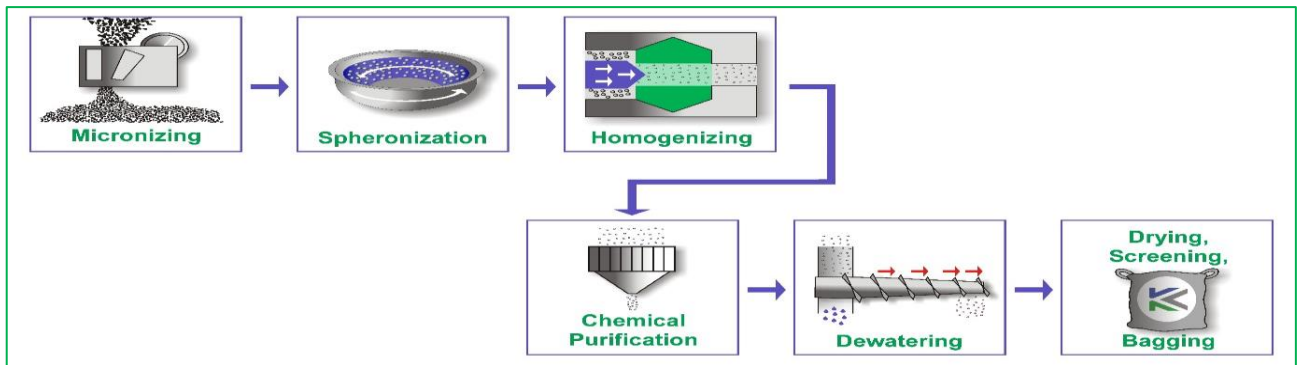 Micronizing
Spheronization
Homogenizing
Chemical
Purification
Dewatering
Drying,
Screening,
Bagging